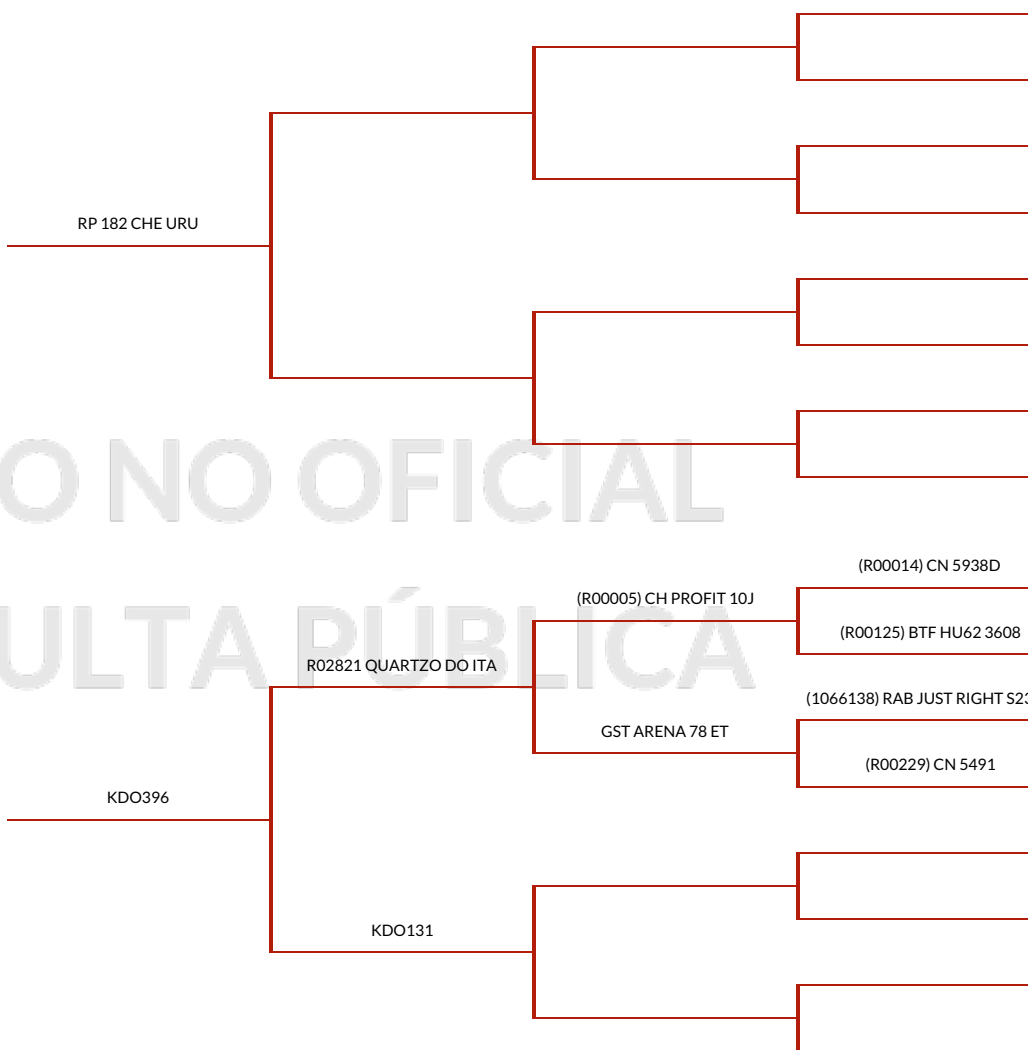 RP 182 CHE URU
O NO OFICIAL
(R00014) CN 5938D
(R00005) CH PROFIT 10J
(R00125) BTF HU62 3608
ULTA PÚBLICA
R02821 QUARTZO DO ITA
(1066138) RAB JUST RIGHT S23
GST ARENA 78 ET
(R00229) CN 5491
KDO396
KDO131